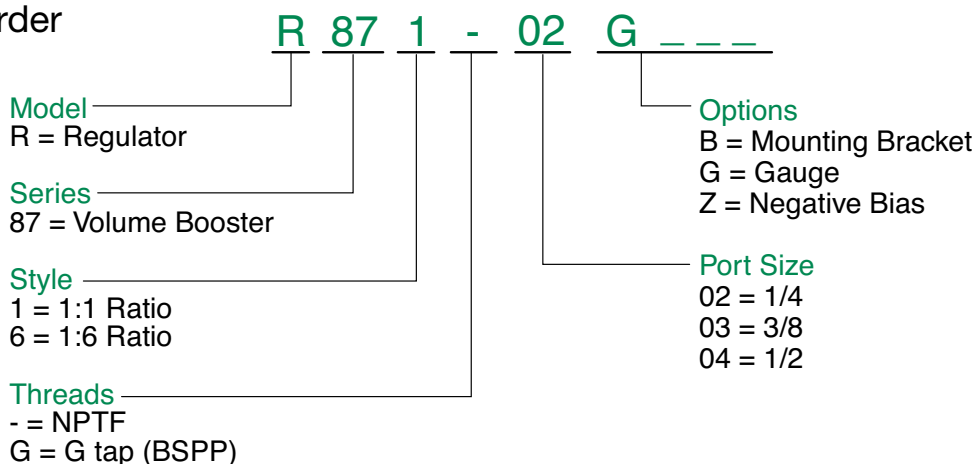 rder
R 87 1 - 02 G _ _ _
Model
R = Regulator
Series
87 = Volume Booster
Style
1 = 1:1 Ratio
6 = 1:6 Ratio
Threads
- = NPTF
G = G tap (BSPP)
Options
B = Mounting Bracket
G = Gauge
Z = Negative Bias
Port Size
02 = 1/4
03 = 3/8
04 = 1/2